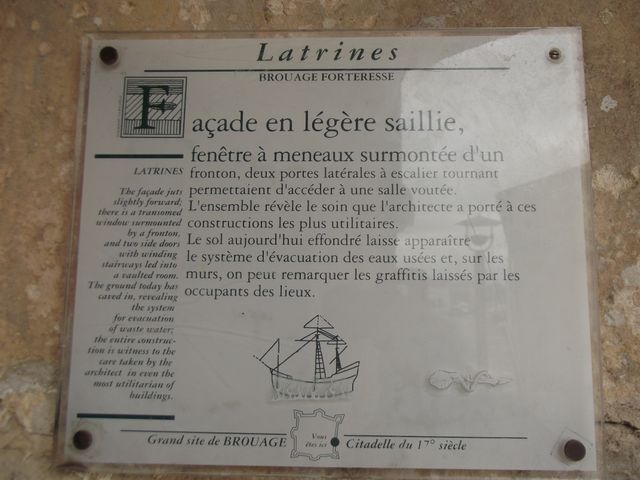 Latrines
BROUAGE FORTERESSE
Façade en légère saillie,
fenêtre à meneaux surmontée d'un
fronton, deux portes latérales à escalier tournant
permettaient d'accéder à une salle voutée.
L'ensemble révèle le soin que l'architecte a porté à ces
constructions les plus utilitaires.
Le sol aujourd'hui effondré laisse apparaître
le système d'évacuation des eaux usées et, sur les
murs, on peut remarquer les graffitis laissés par les
occupants des lieux.
LATRINES
The façade juts
slightly forward;
there is a transomed
window surmounted
by a fronton,
and two side doors
with winding
stairways led into
a vaulted room.
The ground today has
caved in, revealing
the system
for evacuation
of waste water;
the entire construc-
tion is witness to the
care taken by the
architect in even the
most utilitarian of
buildings.
Grand site de BROUAGE
Vous
êtes ici
Citadelle du 17° siècle